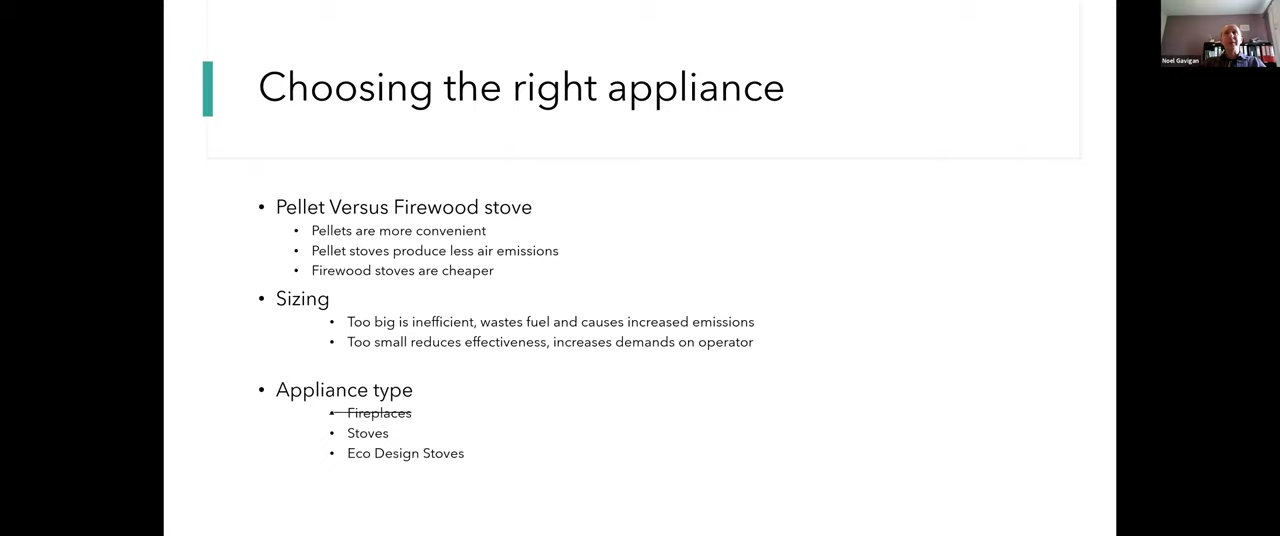 Choosing the right appliance
Noel Gavigan
• Pellet Versus Firewood stove
• Pellets are more convenient
• Pellet stoves produce less air emissions
• Firewood stoves are cheaper
• Sizing
• Too big is inefficient, wastes fuel and causes increased emissions
• Too small reduces effectiveness, increases demands on operator
• Appliance type
• Fireplaces
• Stoves
• Eco Design Stoves